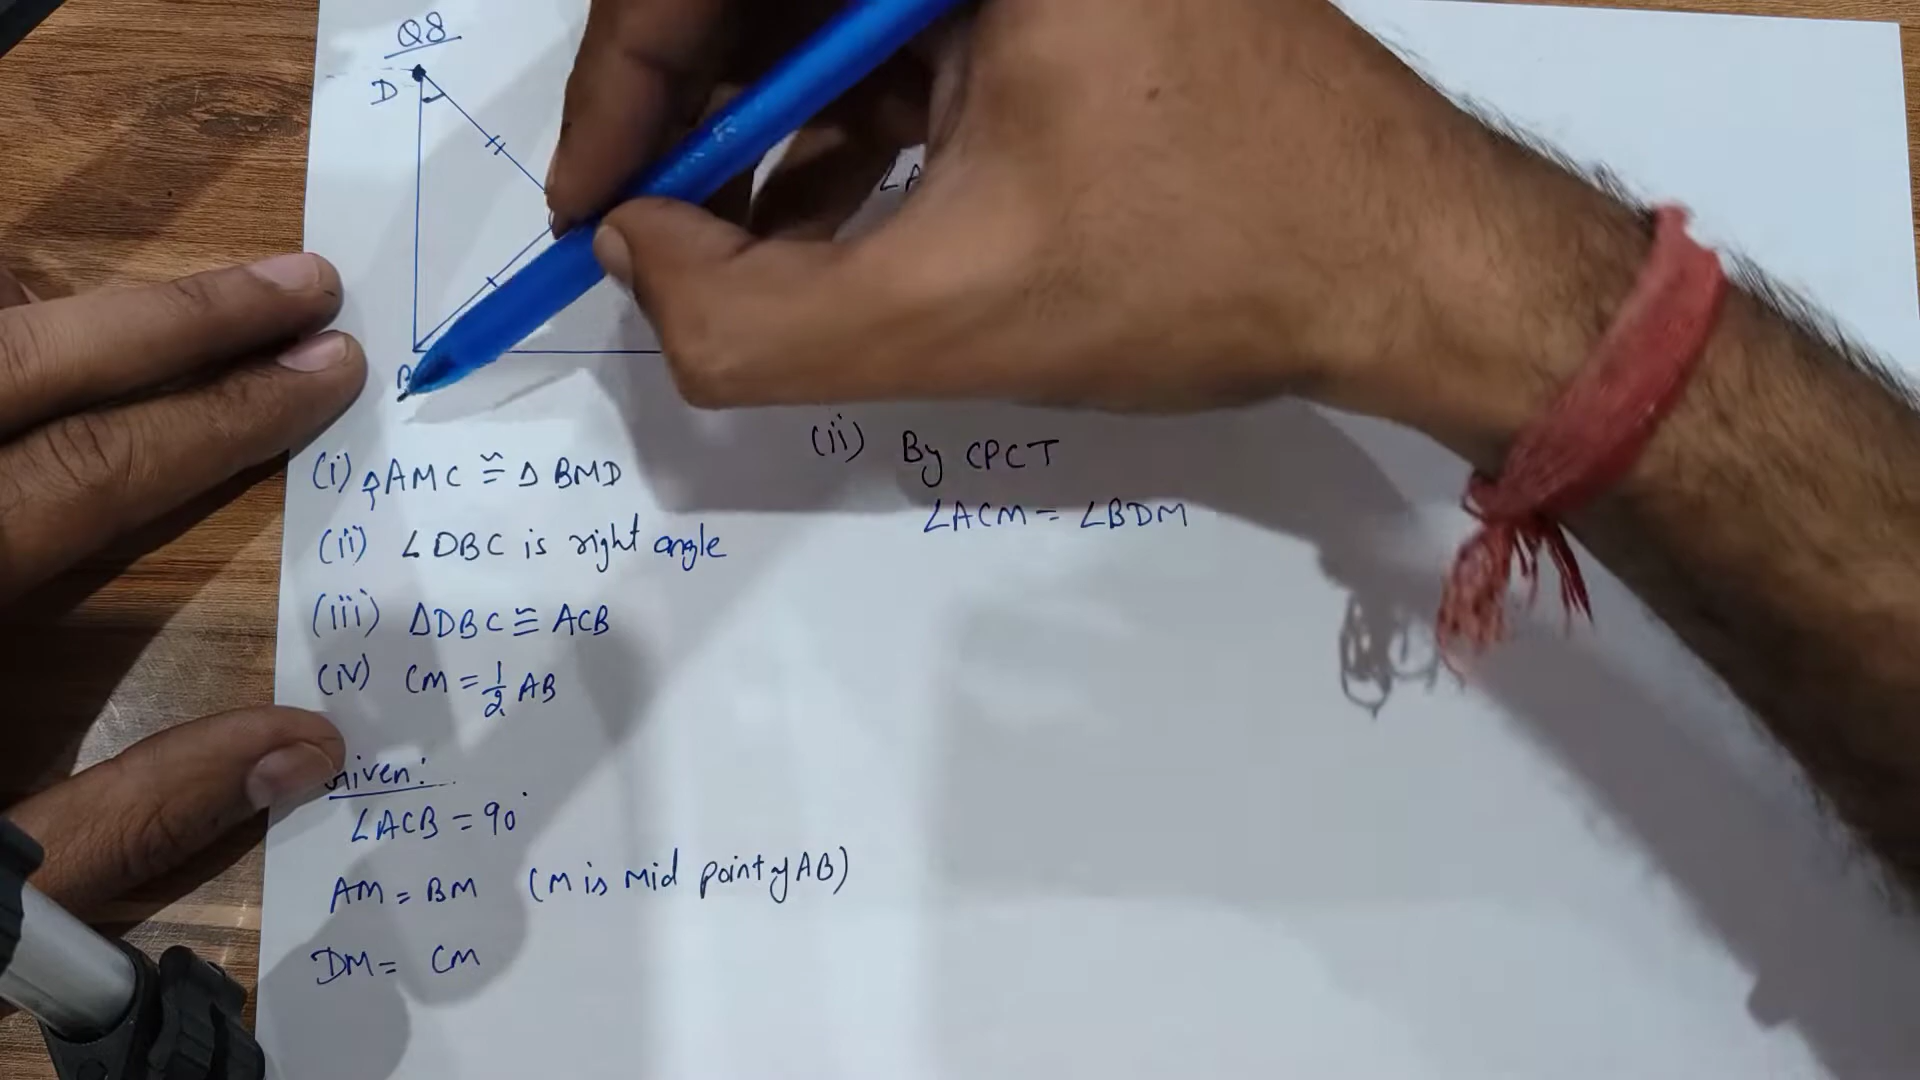 Q8
D
B
∠A
(i) ΔAMC ≅ Δ BMD
(ii) ∠DBC is right angle
(iii) ΔDBC ≅ ACB
(iv) CM = 1/2 AB
Given:
∠ACB = 90°
AM = BM (M is mid point of AB)
DM = CM
(ii) By CPCT
∠ACM = ∠BDM